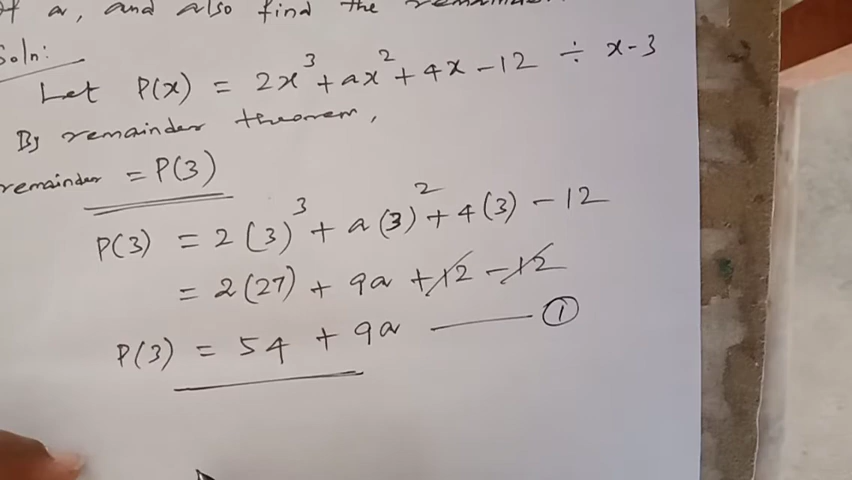 of a, and also find the remainder.
Soln:
Let P(x) = 2x³ + ax² + 4x - 12 ÷ x-3
By remainder theorem,
remainder = P(3)
P(3) = 2(3)³ + a(3)² + 4(3) - 12
= 2(27) + 9a + 12 - 12
P(3) = 54 + 9a —— ①